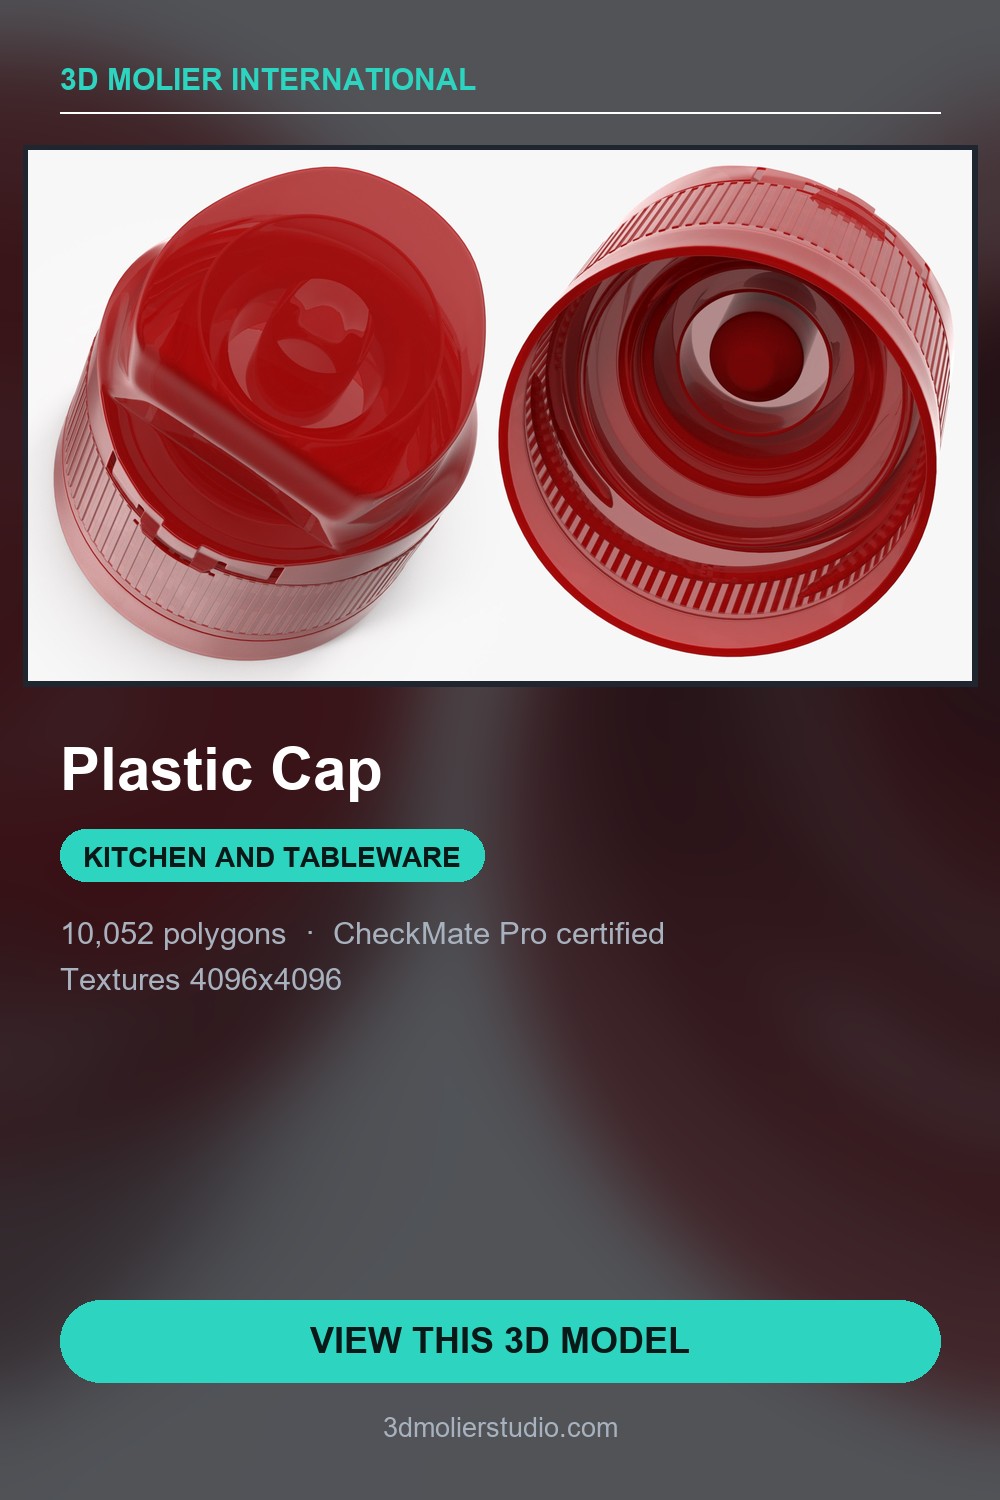 3D MOLIER INTERNATIONAL
Plastic Cap
KITCHEN AND TABLEWARE
10,052 polygons · CheckMate Pro certified
Textures 4096x4096
VIEW THIS 3D MODEL
3dmolierstudio.com